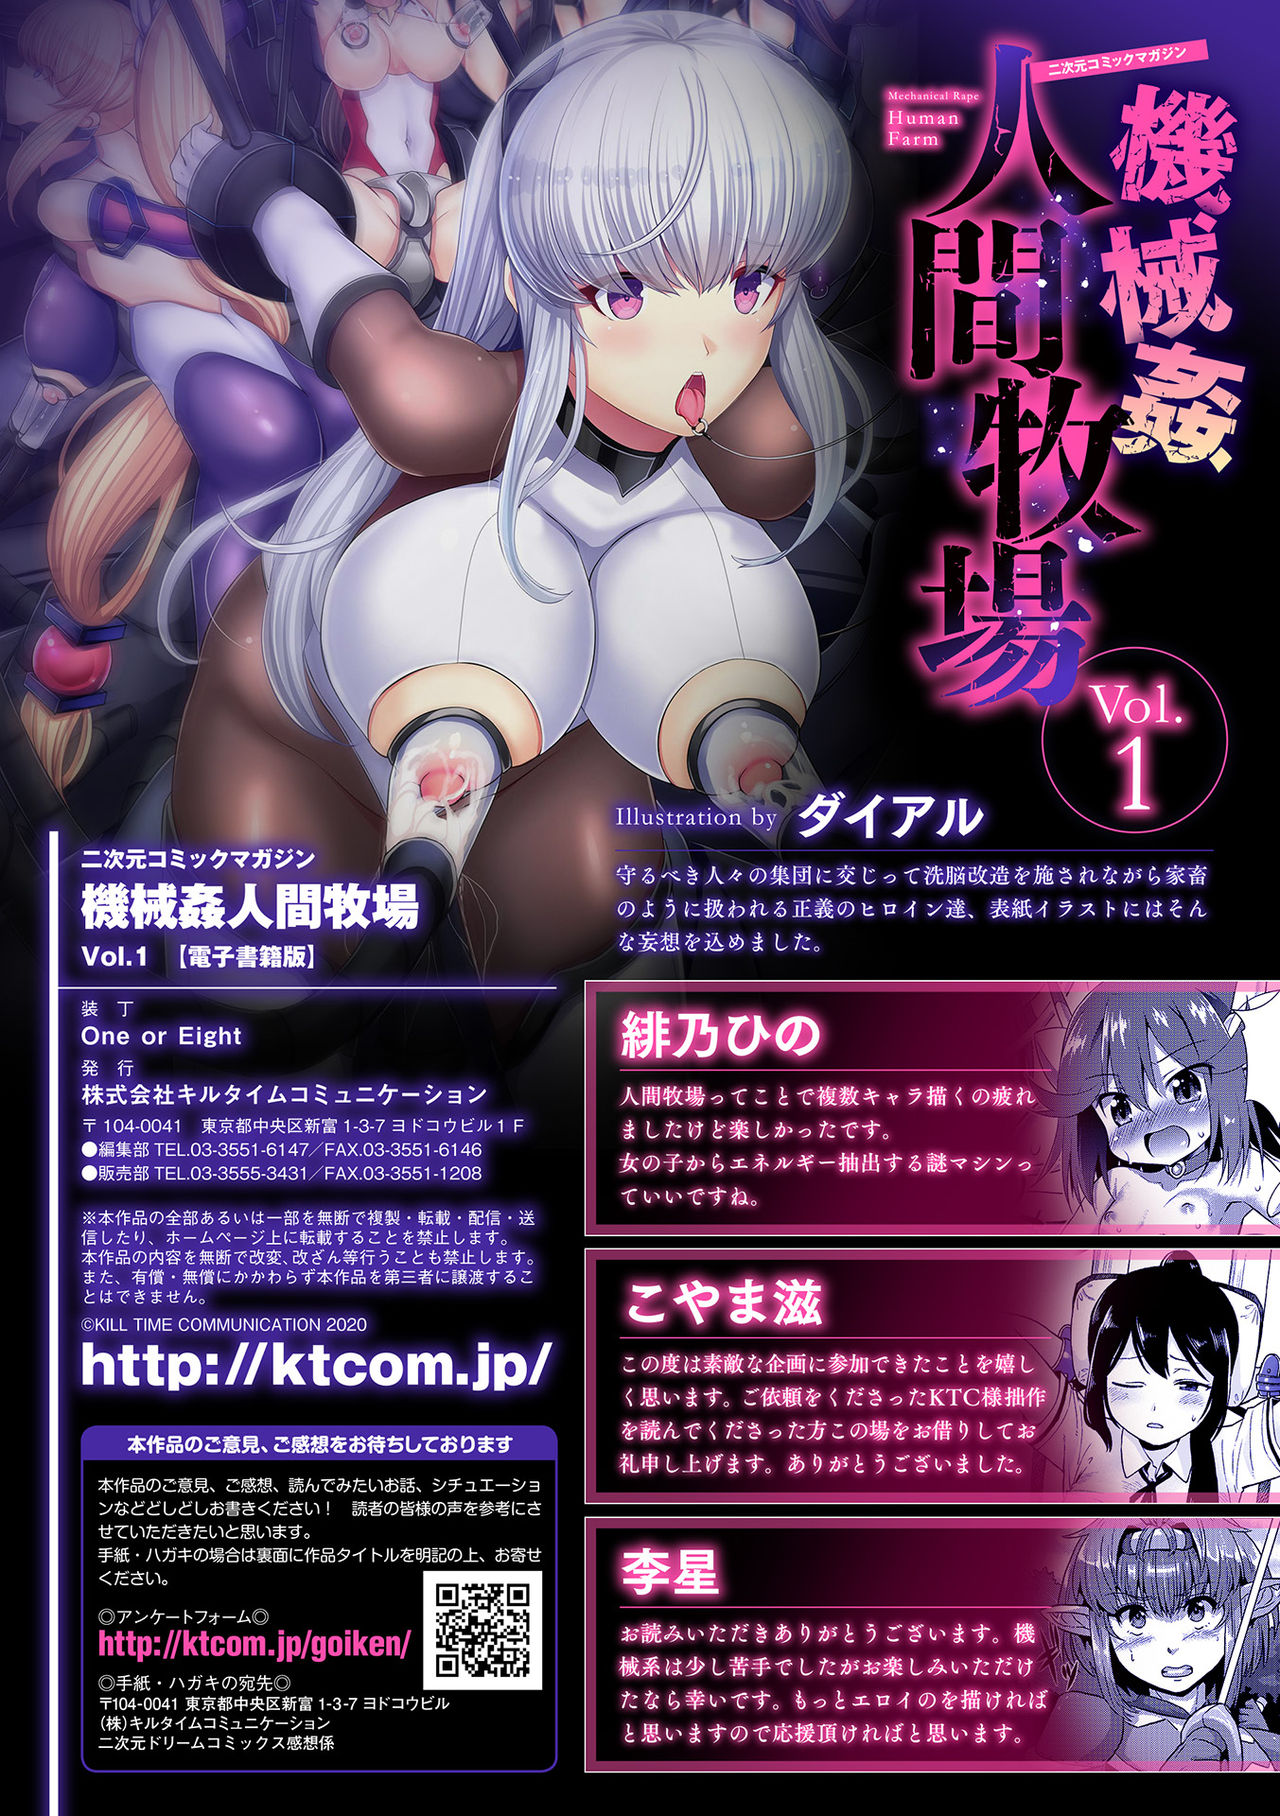 二次元コミックマガジン
機械姦
人間牧場
Mechanical Rape
Human
Farm
Vol.
1
Illustration by ダイアル
守るべき人々の集団に交じって洗脳改造を施されながら家畜
のように扱われる正義のヒロイン達、表紙イラストにはそん
な妄想を込めました。
二次元コミックマガジン
機械姦人間牧場
Vol.1 【電子書籍版】
装 丁
One or Eight
発 行
株式会社キルタイムコミュニケーション
〒104-0041 東京都中央区新富1-3-7ヨドコウビル1F
●編集部 TEL.03-3551-6147／FAX.03-3551-6146
●販売部 TEL.03-3555-3431／FAX.03-3551-1208
※本作品の全部あるいは一部を無断で複製・転載・配信・送
信したり、ホームページ上に転載することを禁止します。
本作品の内容を無断で改変、改ざん等行うことも禁止します。
また、有償・無償にかかわらず本作品を第三者に譲渡するこ
とはできません。
©KILL TIME COMMUNICATION 2020
http://ktcom.jp/
本作品のご意見、ご感想をお待ちしております
本作品のご意見、ご感想、読んでみたいお話、シチュエーショ
ンなどどしどしお書きください！ 読者の皆様の声を参考にさ
せていただきたいと思います。
手紙・ハガキの場合は裏面に作品タイトルを明記の上、お寄せ
ください。
◎アンケートフォーム◎
http://ktcom.jp/goiken/
◎手紙・ハガキの宛先◎
〒104-0041 東京都中央区新富1-3-7ヨドコウビル
(株)キルタイムコミュニケーション
二次元ドリームコミックス感想係
緋乃ひの
人間牧場ってことで複数キャラ描くの疲れ
ましたけど楽しかったです。
女の子からエネルギー抽出する謎マシンっ
ていいですね。
こやま滋
この度は素敵な企画に参加できたことを嬉し
く思います。ご依頼をくださったKTC様拙作
を読んでくださった方この場をお借りしてお
礼申し上げます。ありがとうございました。
李星
お読みいただきありがとうございます。機
械系は少し苦手でしたがお楽しみいただけ
たなら幸いです。もっとエロイのを描ければ
と思いますので応援頂ければと思います。